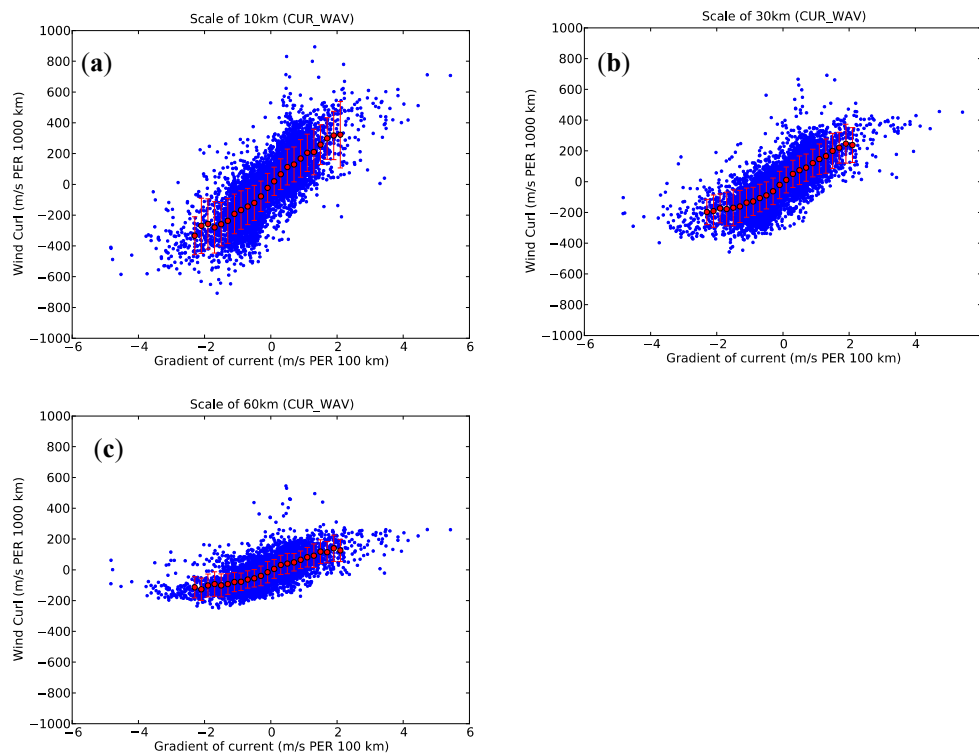 Scale of 10km (CUR_WAV)
(a)
1000
800
600
400
200
0
−200
−400
−600
−800
−1000
Wind Curl (m/s PER 1000 km)
−6 −4 −2 0 2 4 6
Gradient of current (m/s PER 100 km)
Scale of 30km (CUR_WAV)
(b)
1000
800
600
400
200
0
−200
−400
−600
−800
−1000
Wind Curl (m/s PER 1000 km)
−6 −4 −2 0 2 4 6
Gradient of current (m/s PER 100 km)
Scale of 60km (CUR_WAV)
(c)
1000
800
600
400
200
0
−200
−400
−600
−800
−1000
Wind Curl (m/s PER 1000 km)
−6 −4 −2 0 2 4 6
Gradient of current (m/s PER 100 km)